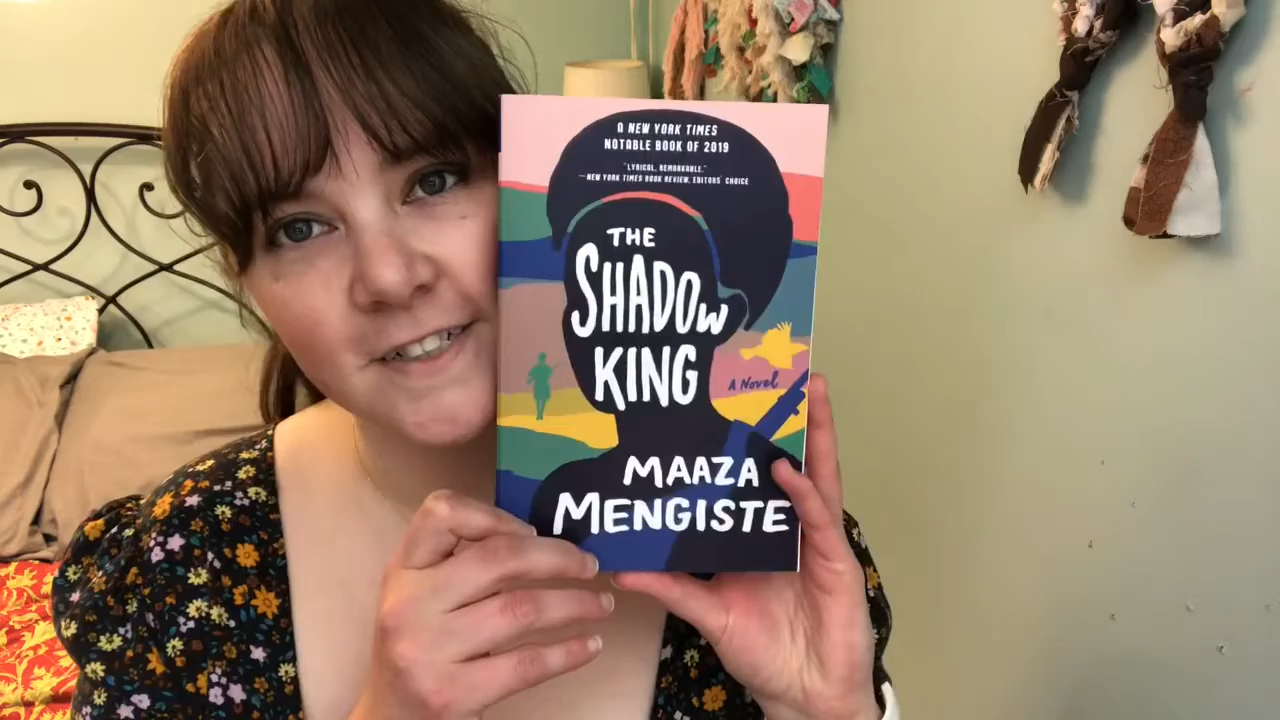 A NEW YORK TIMES
NOTABLE BOOK OF 2019
"LYRICAL, REMARKABLE."
—NEW YORK TIMES BOOK REVIEW, EDITORS' CHOICE
THE
SHADOW
KING
A Novel
MAAZA
MENGISTE